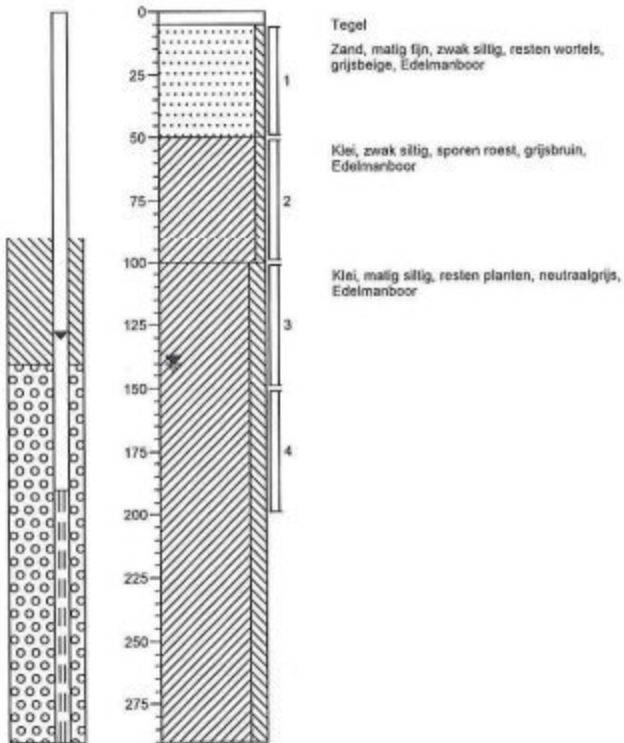 0
Tegel
Zand, matig fijn, zwak siltig, resten wortels,
grijsbeige, Edelmanboor
25
1
50
Klei, zwak siltig, sporen roest, grijsbruin,
Edelmanboor
75
2
100
Klei, matig siltig, resten planten, neutraalgrijs,
Edelmanboor
125
3
150
175
4
200
225
250
275